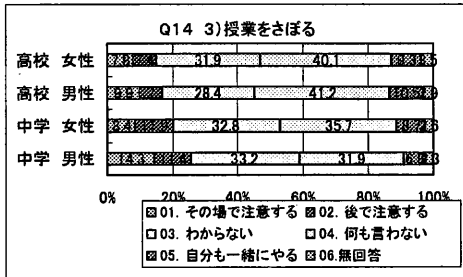 Q14 3)授業をさぼる
高校 女性 31.9 40.1
高校 男性 9.9 28.4 41.2
中学 女性 32.8 35.7
中学 男性 33.2 31.9
0% 20% 40% 60% 80% 100%
01. その場で注意する 02. 後で注意する
03. わからない 04. 何も言わない
05. 自分も一緒にやる 06.無回答